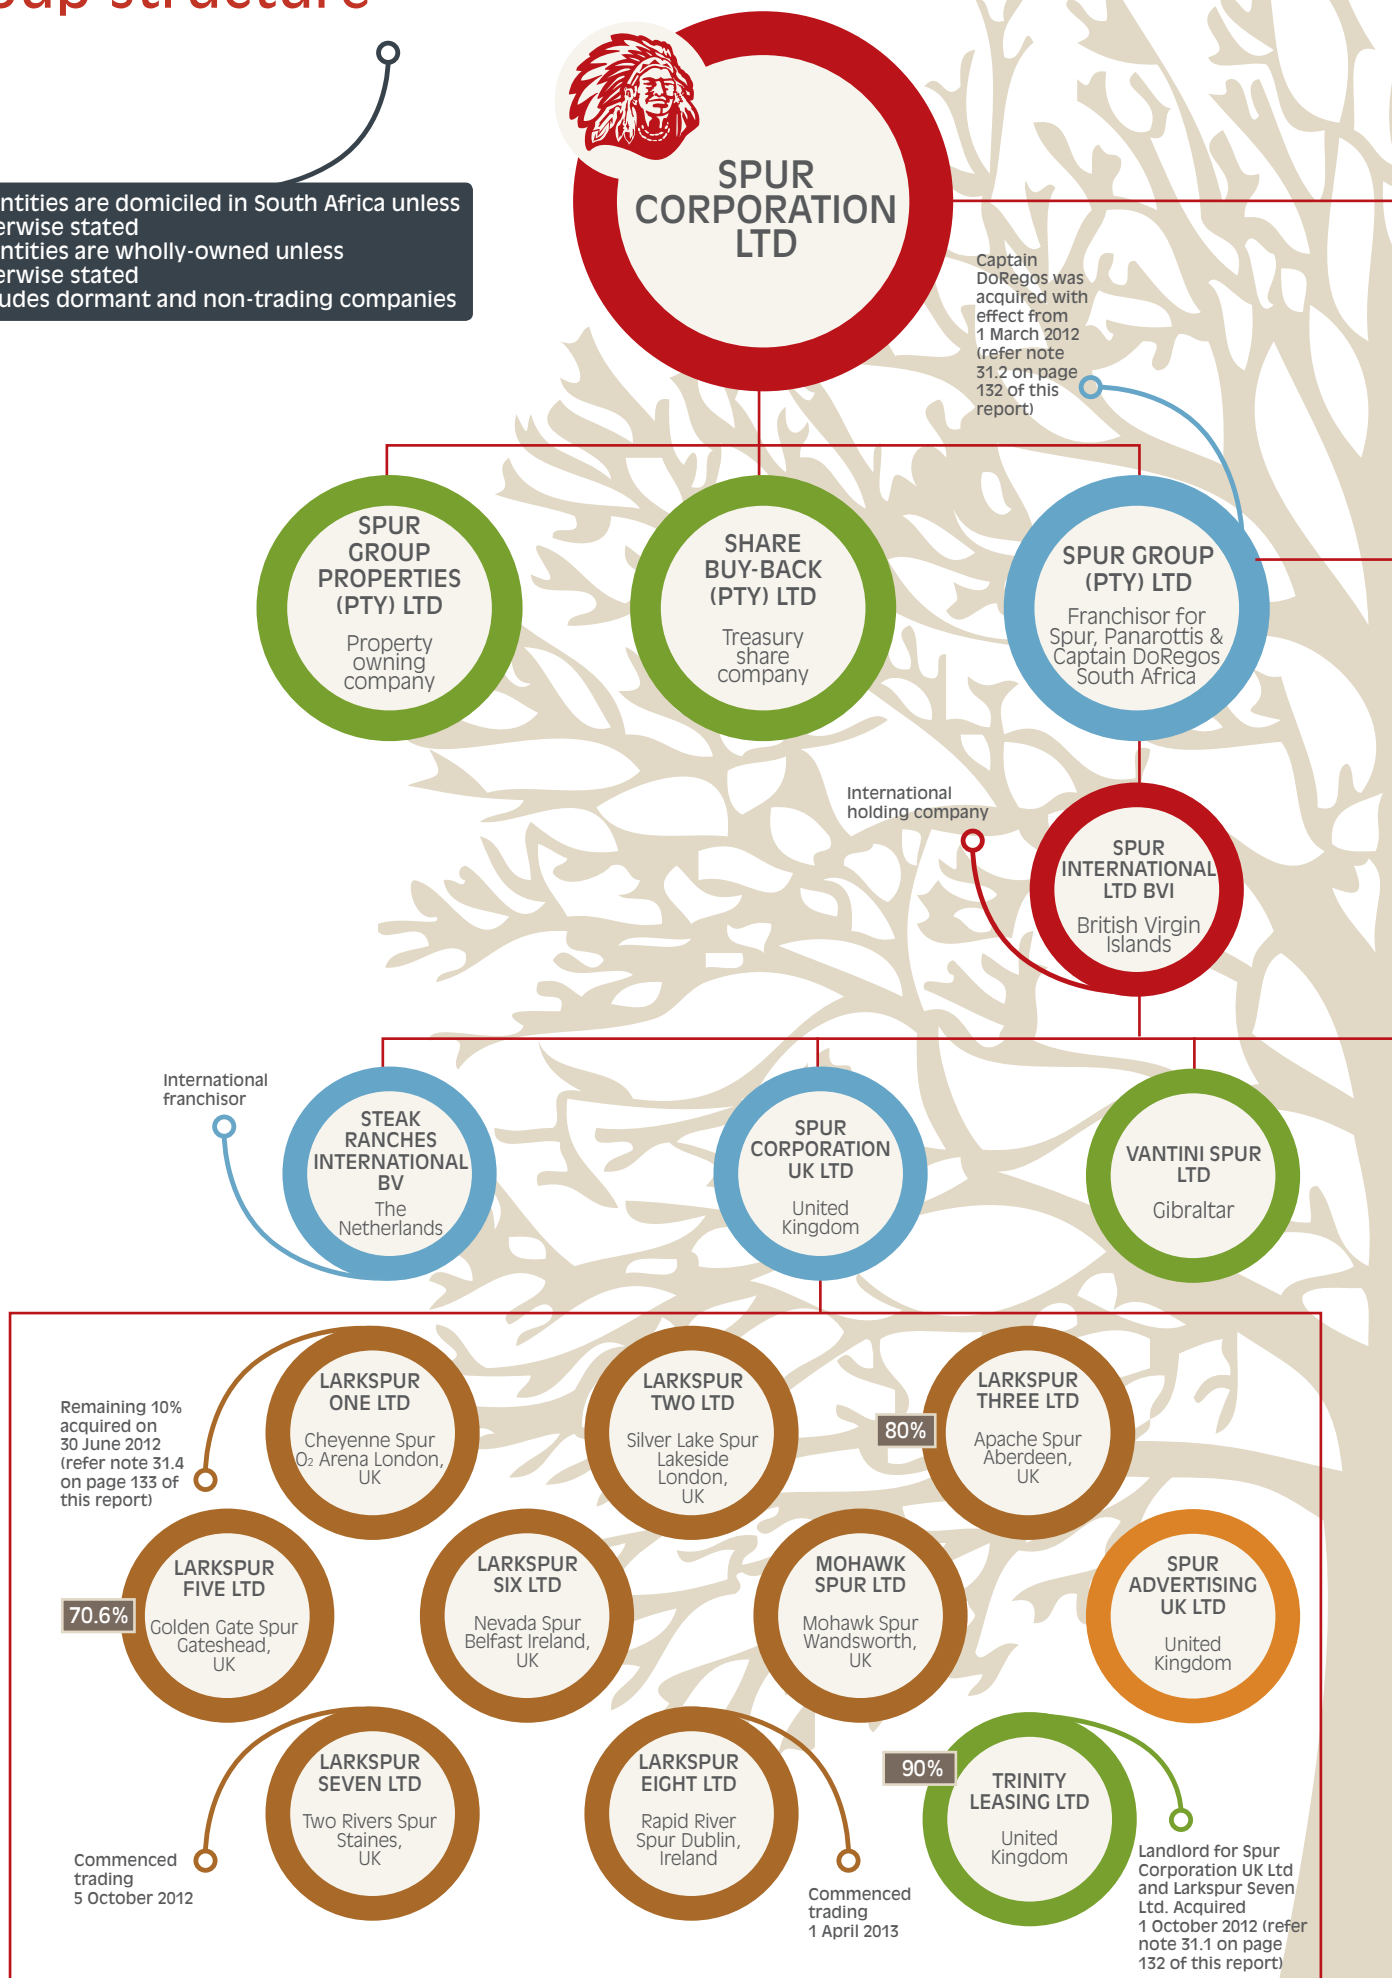 oup structure
ntities are domiciled in South Africa unless
erwise stated
ntities are wholly-owned unless
erwise stated
udes dormant and non-trading companies
SPUR
CORPORATION
LTD
Captain
DoRegos was
acquired with
effect from
1 March 2012
(refer note
31.2 on page
132 of this
report)
SPUR
GROUP
PROPERTIES
(PTY) LTD
Property
owning
company
SHARE
BUY-BACK
(PTY) LTD
Treasury
share
company
SPUR GROUP
(PTY) LTD
Franchisor for
Spur, Panarottis &
Captain DoRegos
South Africa
International
holding company
SPUR
INTERNATIONAL
LTD BVI
British Virgin
Islands
International
franchisor
STEAK
RANCHES
INTERNATIONAL
BV
The
Netherlands
SPUR
CORPORATION
UK LTD
United
Kingdom
VANTINI SPUR
LTD
Gibraltar
Remaining 10%
acquired on
30 June 2012
(refer note 31.4
on page 133 of
this report)
LARKSPUR
ONE LTD
Cheyenne Spur
O2 Arena London,
UK
LARKSPUR
TWO LTD
Silver Lake Spur
Lakeside
London,
UK
80%
LARKSPUR
THREE LTD
Apache Spur
Aberdeen,
UK
70.6%
LARKSPUR
FIVE LTD
Golden Gate Spur
Gateshead,
UK
LARKSPUR
SIX LTD
Nevada Spur
Belfast Ireland,
UK
MOHAWK
SPUR LTD
Mohawk Spur
Wandsworth,
UK
SPUR
ADVERTISING
UK LTD
United
Kingdom
Commenced
trading
5 October 2012
LARKSPUR
SEVEN LTD
Two Rivers Spur
Staines,
UK
LARKSPUR
EIGHT LTD
Rapid River
Spur Dublin,
Ireland
Commenced
trading
1 April 2013
90%
TRINITY
LEASING LTD
United
Kingdom
Landlord for Spur
Corporation UK Ltd
and Larkspur Seven
Ltd. Acquired
1 October 2012 (refer
note 31.1 on page
132 of this report)